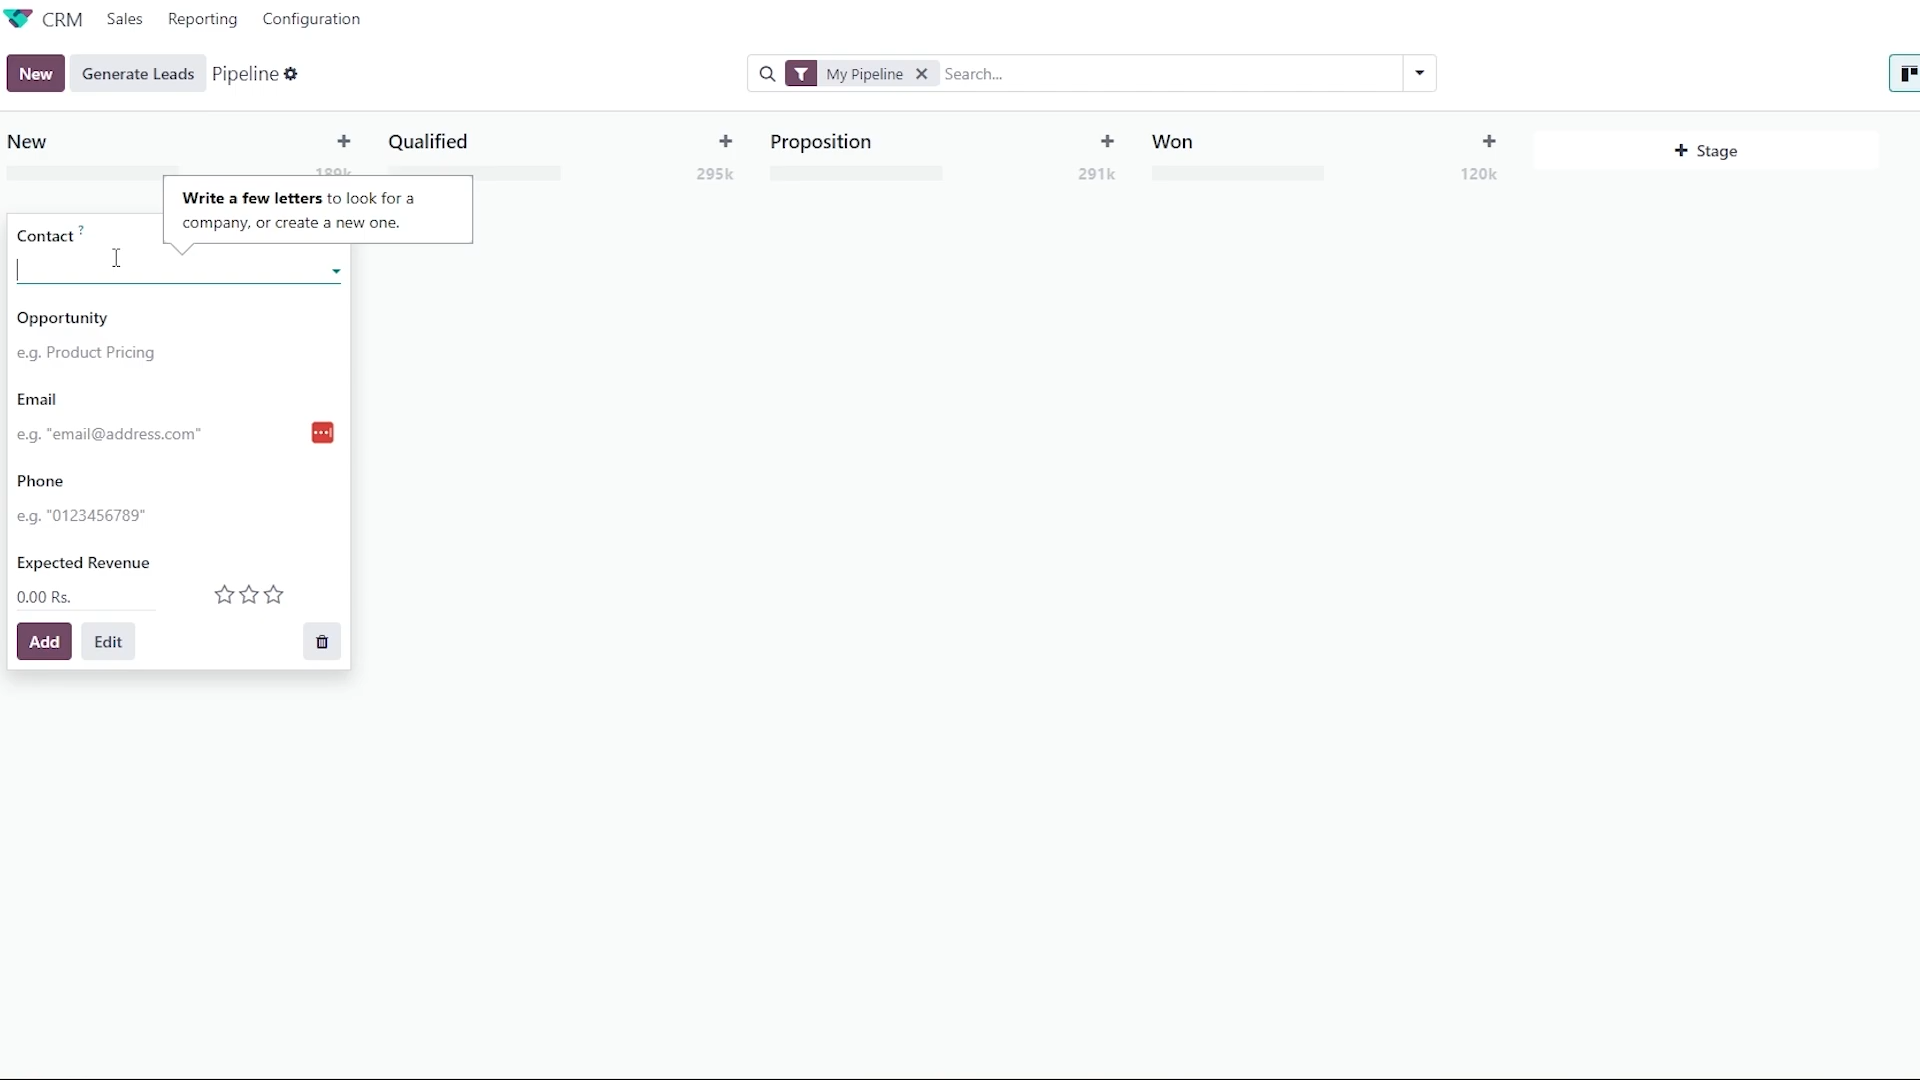 CRM Sales Reporting Configuration
New Generate Leads Pipeline My Pipeline Search...
New + Qualified + Proposition + Won + + Stage
189k 295k 291k 120k
Write a few letters to look for a
company, or create a new one.
Contact ?
Opportunity
e.g. Product Pricing
Email
e.g. "email@address.com"
Phone
e.g. "0123456789"
Expected Revenue
0.00 Rs.
Add Edit